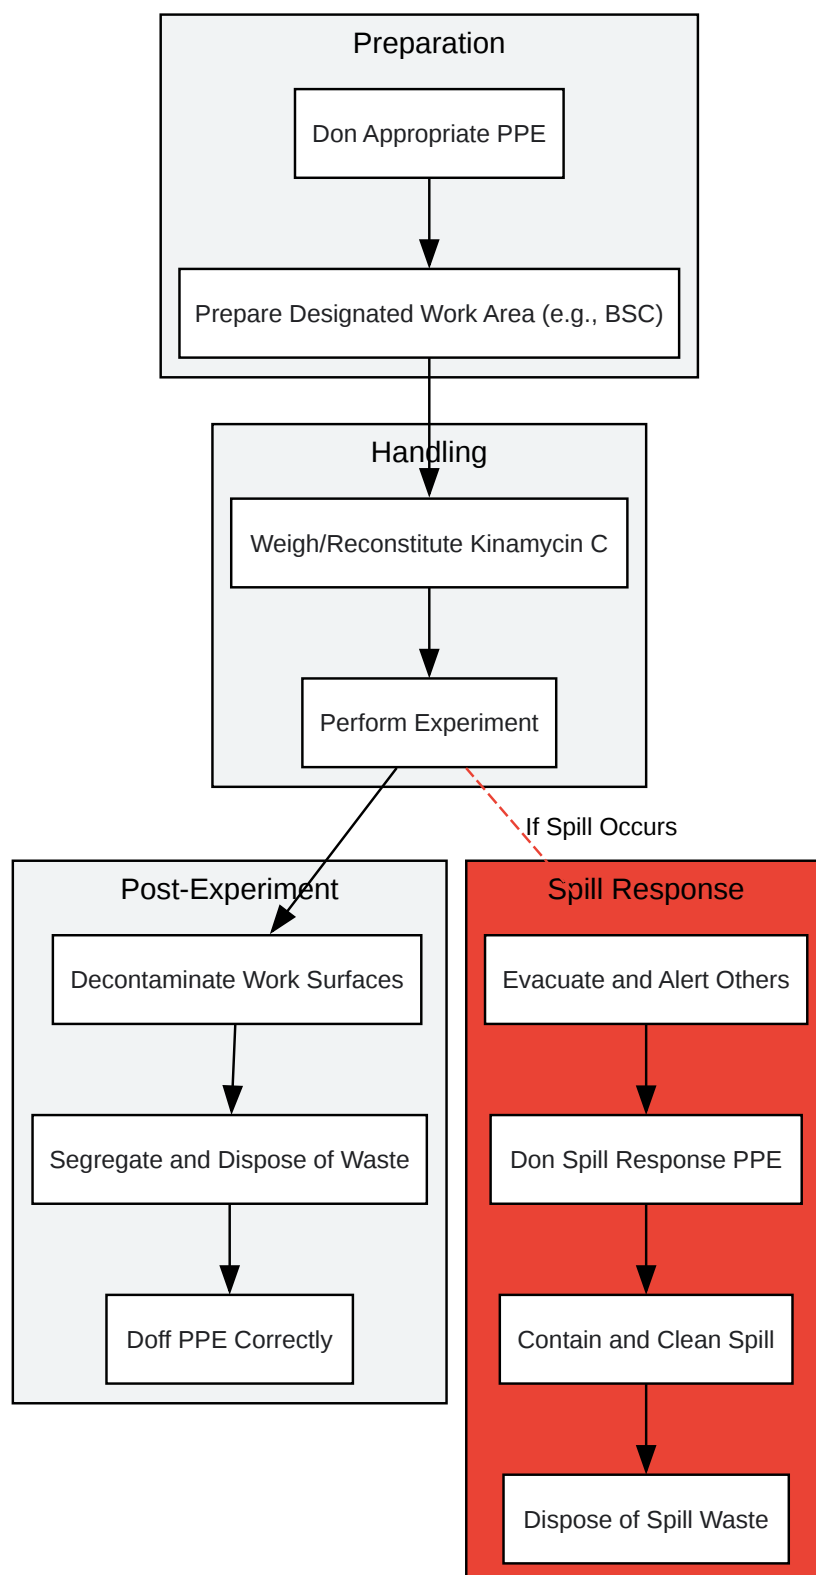 Preparation
Don Appropriate PPE
Prepare Designated Work Area (e.g., BSC)
Handling
Weigh/Reconstitute Kinamycin C
Perform Experiment
If Spill Occurs
Post-Experiment
Decontaminate Work Surfaces
Segregate and Dispose of Waste
Doff PPE Correctly
Spill Response
Evacuate and Alert Others
Don Spill Response PPE
Contain and Clean Spill
Dispose of Spill Waste